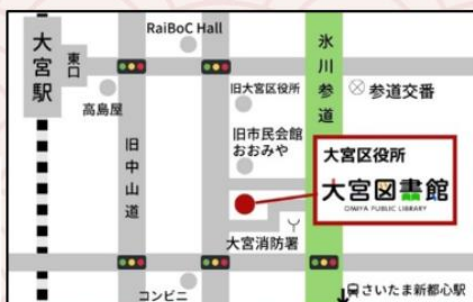 RaiBoC Hall
大宮駅
東口
高島屋
旧中山道
旧大宮区役所
旧市民会館
おおみや
氷川参道
参道交番
大宮区役所
大宮図書館
OMIYA PUBLIC LIBRARY
大宮消防署
コンビニ
さいたま新都心駅